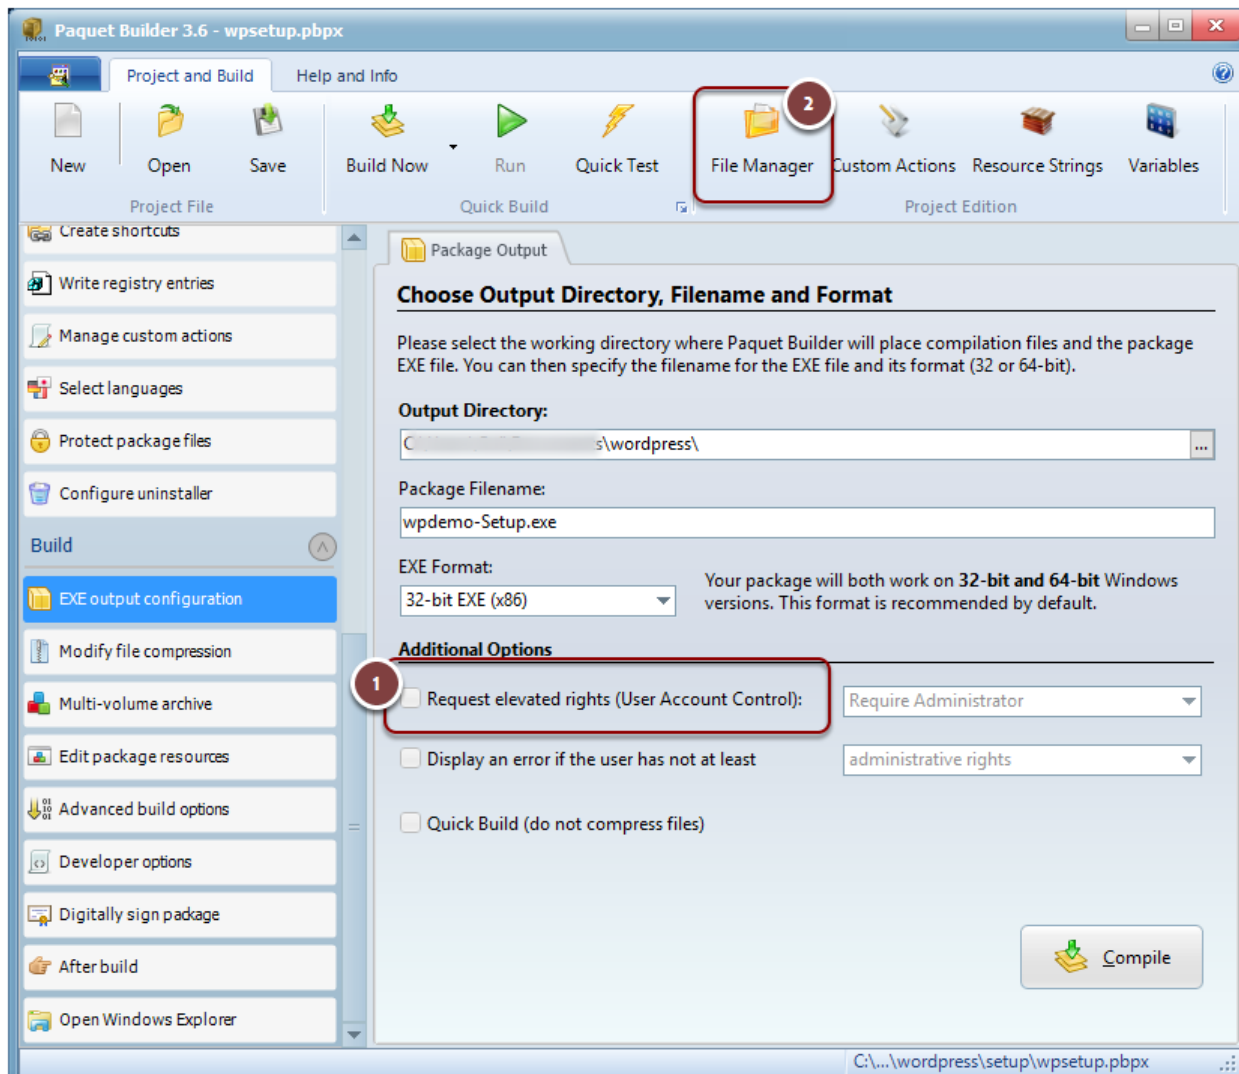 Paquet Builder 3.6 - wpsetup.pbpx
Project and Build
Help and Info
2
New
Open
Save
Build Now
Run
Quick Test
File Manager
Custom Actions
Resource Strings
Variables
Project File
Quick Build
Project Edition
Create shortcuts
Write registry entries
Manage custom actions
Select languages
Protect package files
Configure uninstaller
Build
EXE output configuration
Modify file compression
Multi-volume archive
Edit package resources
Advanced build options
Developer options
Digitally sign package
After build
Open Windows Explorer
Package Output
Choose Output Directory, Filename and Format
Please select the working directory where Paquet Builder will place compilation files and the package
EXE file. You can then specify the filename for the EXE file and its format (32 or 64-bit).
Output Directory:
s\wordpress\
...
Package Filename:
wpdemo-Setup.exe
EXE Format:
32-bit EXE (x86)
Your package will both work on 32-bit and 64-bit Windows
versions. This format is recommended by default.
Additional Options
1
Request elevated rights (User Account Control):
Require Administrator
Display an error if the user has not at least
administrative rights
Quick Build (do not compress files)
Compile
C:\...\wordpress\setup\wpsetup.pbpx